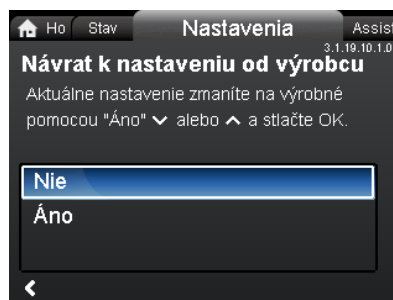 Ho Stav Nastavenia Assist
3.1.19.10.1.0
Návrat k nastaveniu od výrobcu
Aktuálne nastavenie zmaníte na výrobné
pomocou "Áno" alebo a stlačte OK.
Nie
Áno